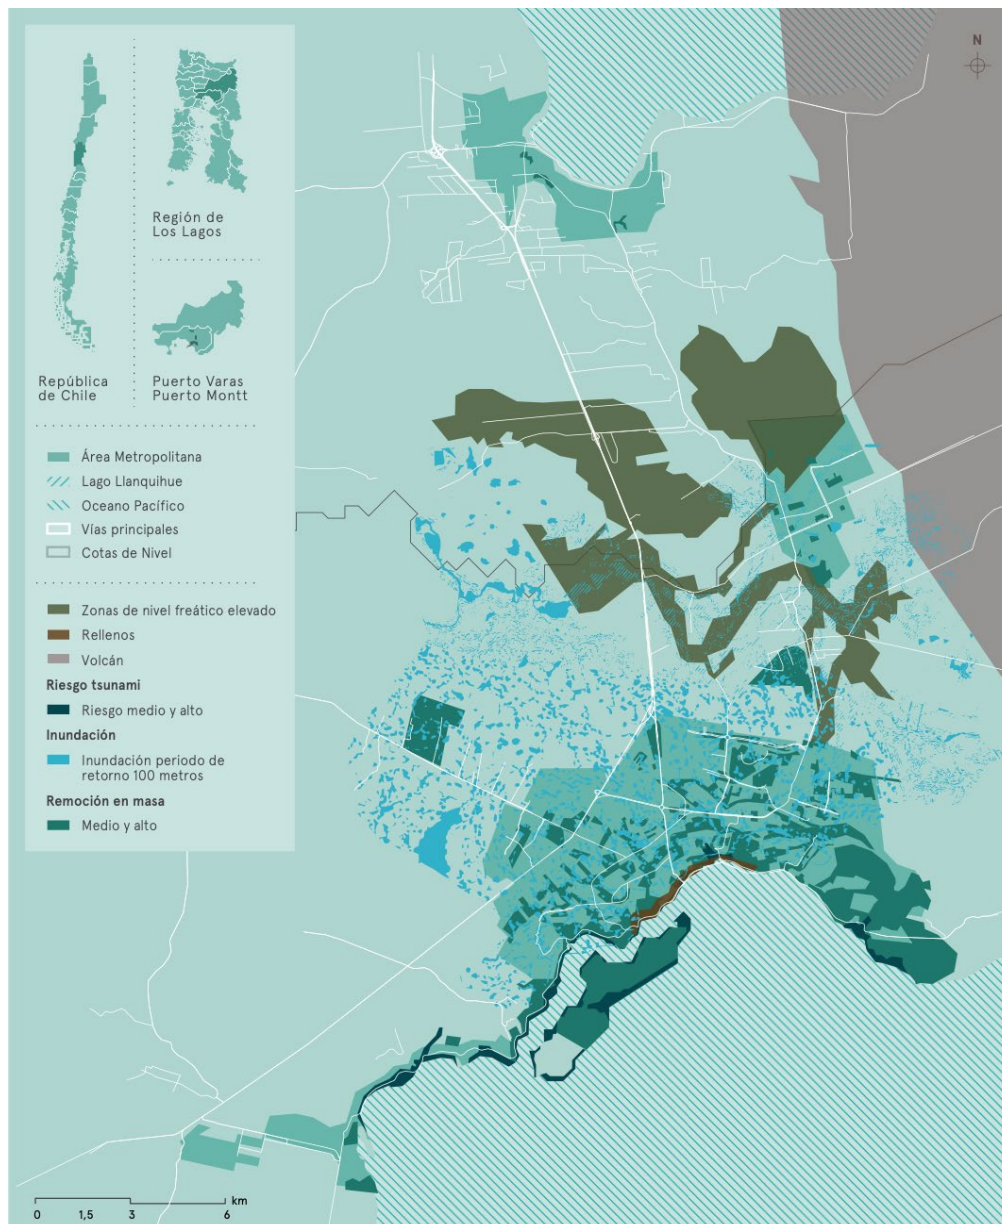 N
Región de
Los Lagos
República
de Chile
Puerto Varas
Puerto Montt
Área Metropolitana
Lago Llanquihue
Oceano Pacífico
Vías principales
Cotas de Nivel
Zonas de nivel freático elevado
Rellenos
Volcán
Riesgo tsunami
Riesgo medio y alto
Inundación
Inundación periodo de
retorno 100 metros
Remoción en masa
Medio y alto
km
0 1,5 3 6